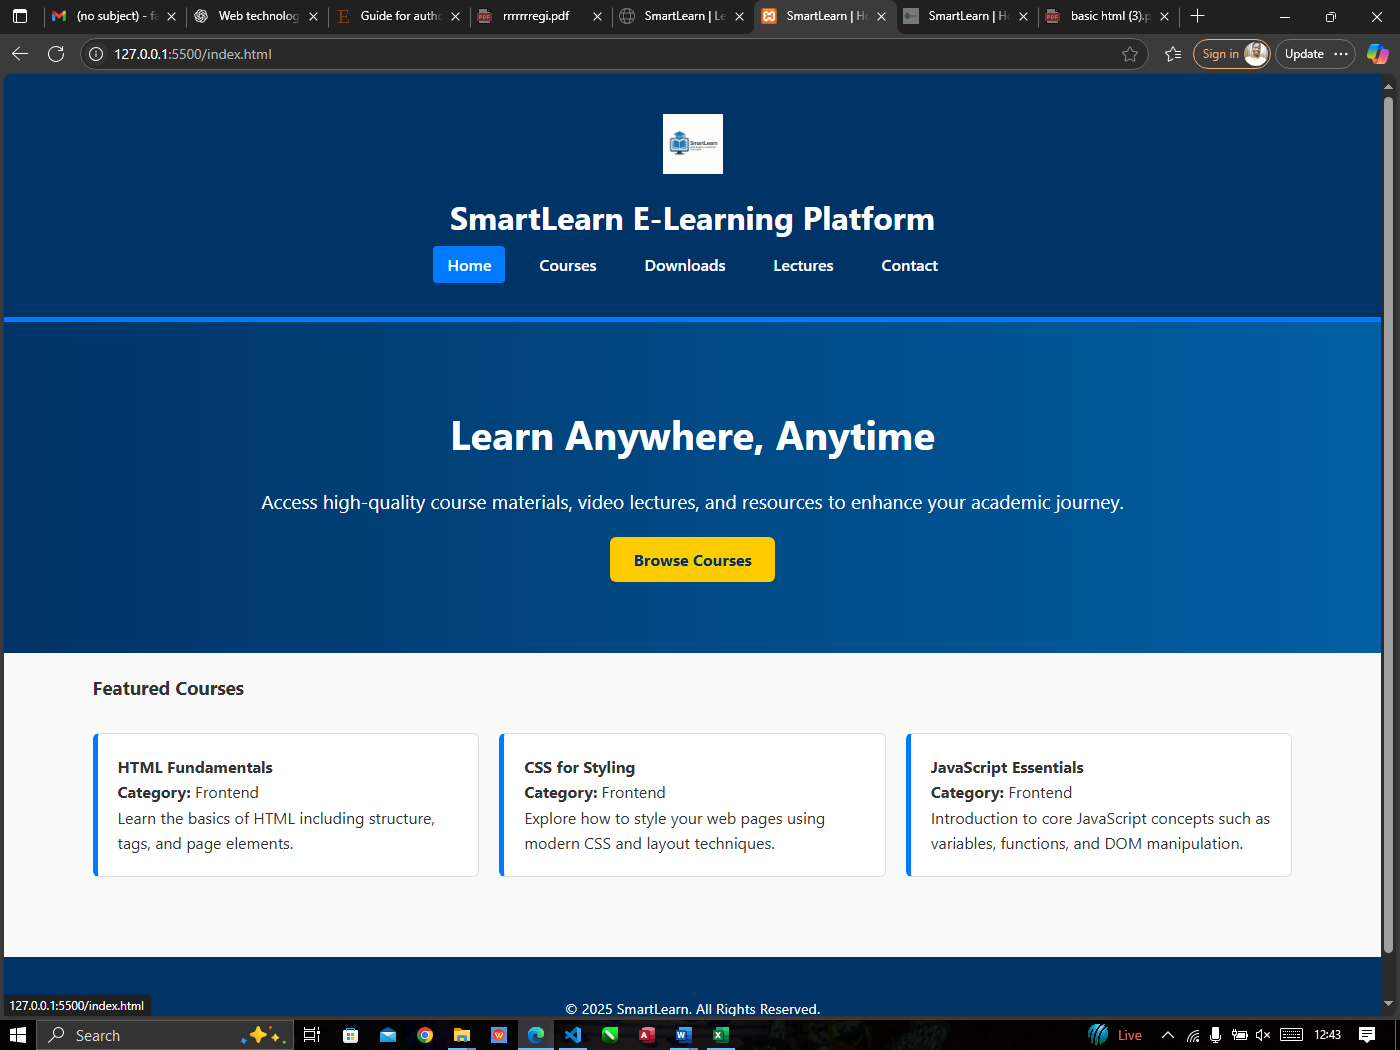 (no subject) - fa
Web technolog
Guide for autho
rrrrrrregi.pdf
SmartLearn | Le
SmartLearn | Ho
SmartLearn | Ho
basic html (3).p
127.0.0.1:5500/index.html
Sign in
Update
SmartLearn
SmartLearn E-Learning Platform
Home
Courses
Downloads
Lectures
Contact
Learn Anywhere, Anytime
Access high-quality course materials, video lectures, and resources to enhance your academic journey.
Browse Courses
Featured Courses
HTML Fundamentals
Category: Frontend
Learn the basics of HTML including structure,
tags, and page elements.
CSS for Styling
Category: Frontend
Explore how to style your web pages using
modern CSS and layout techniques.
JavaScript Essentials
Category: Frontend
Introduction to core JavaScript concepts such as
variables, functions, and DOM manipulation.
© 2025 SmartLearn. All Rights Reserved.
127.0.0.1:5500/index.html
Search
Live
12:43